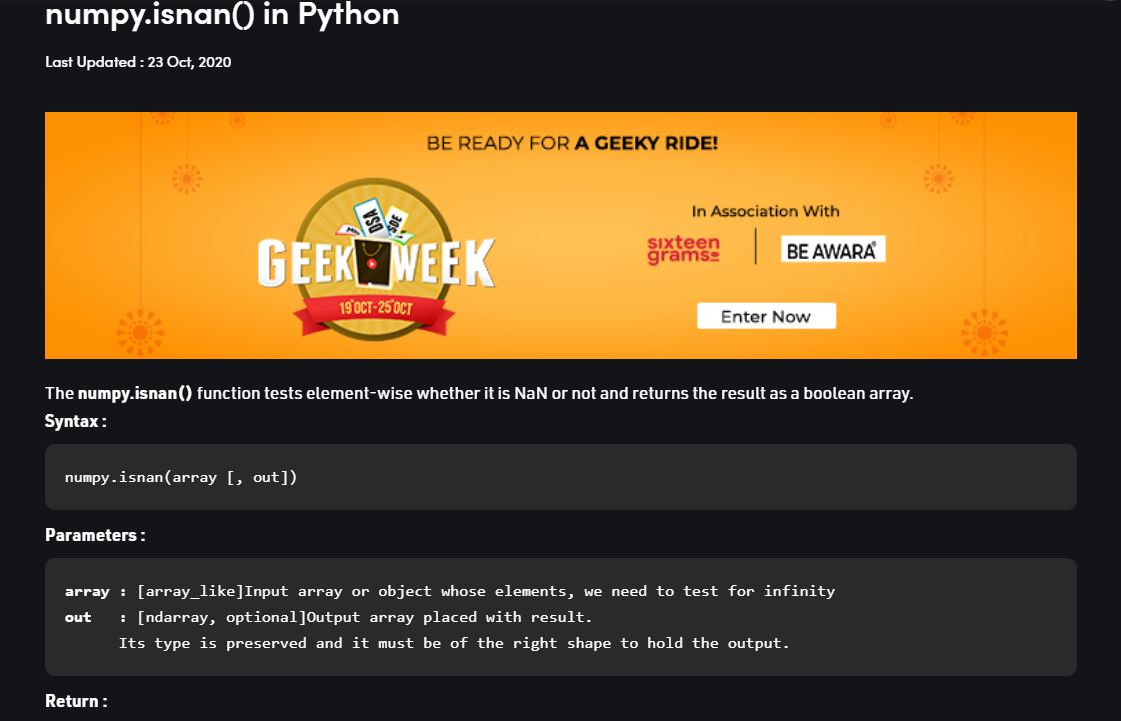 numpy.isnan() in Python
Last Updated : 23 Oct, 2020
BE READY FOR A GEEKY RIDE!
DSA
SDE
GEEK WEEK
19 OCT-25 OCT
In Association With
sixteen
grams
BE AWARA
Enter Now
The numpy.isnan() function tests element-wise whether it is NaN or not and returns the result as a boolean array.
Syntax :
numpy.isnan(array [, out])
Parameters :
array : [array_like]Input array or object whose elements, we need to test for infinity
out : [ndarray, optional]Output array placed with result.
Its type is preserved and it must be of the right shape to hold the output.
Return :